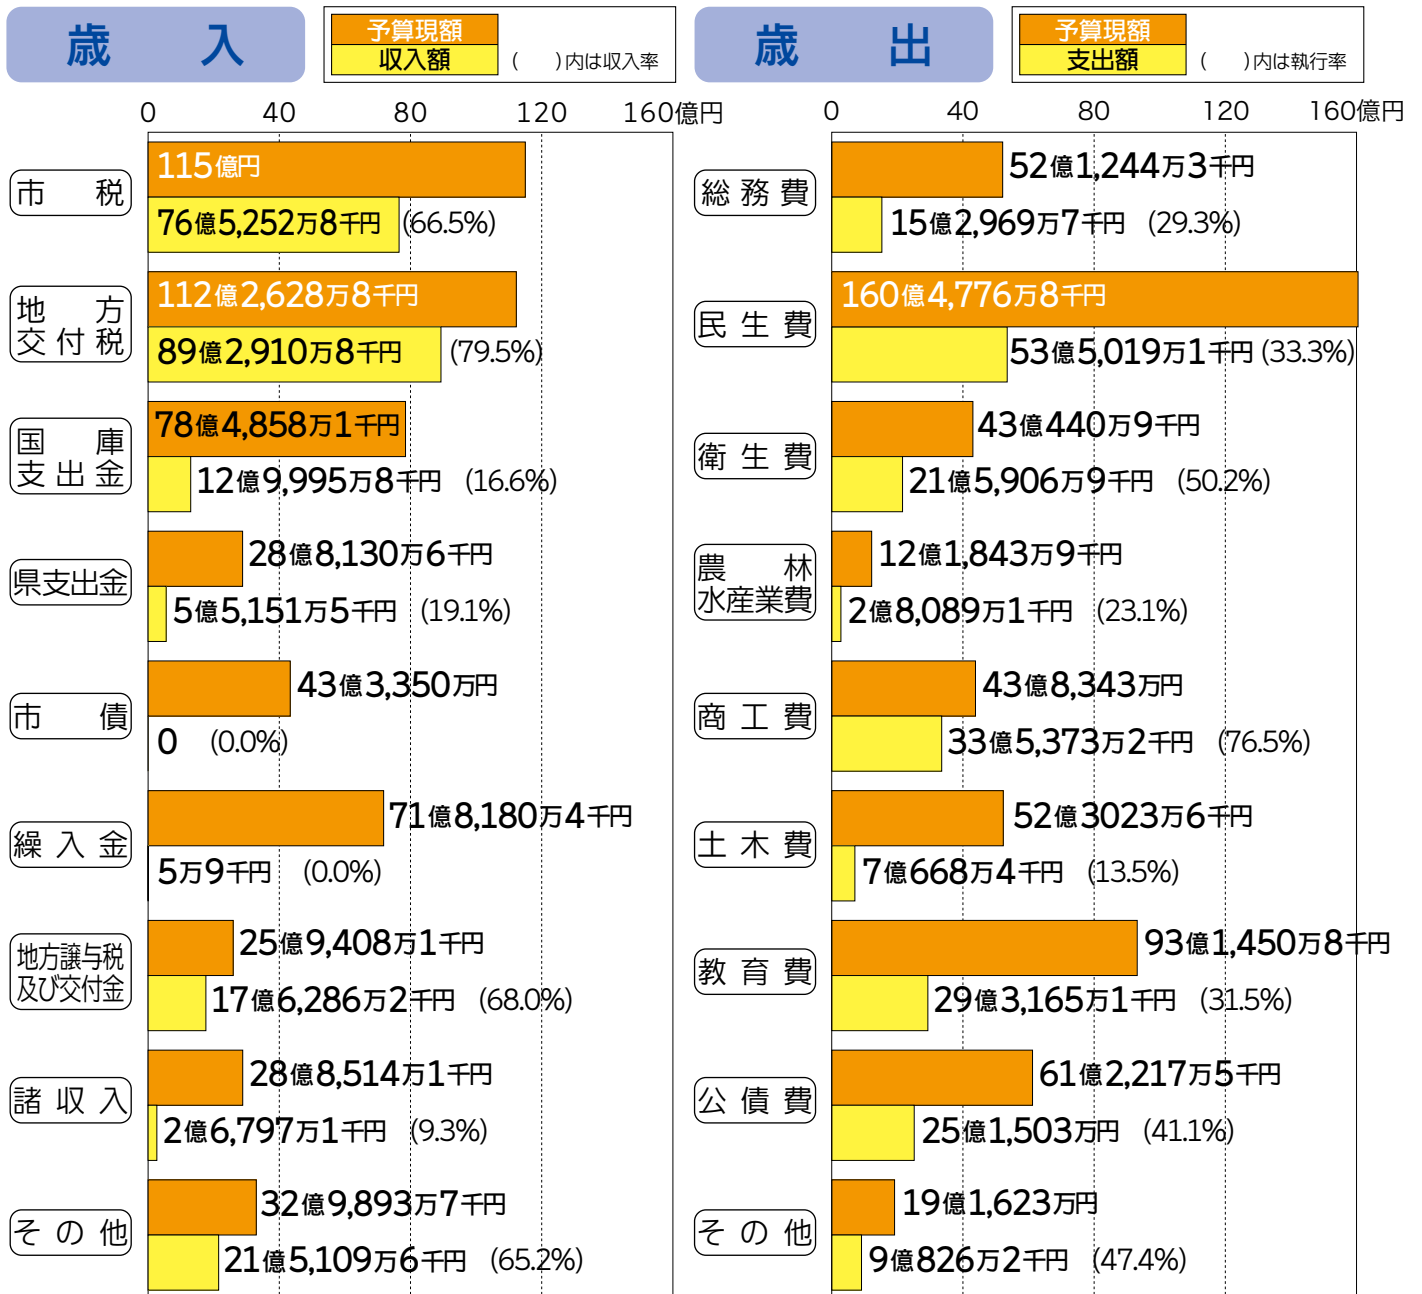 歳入
予算現額
収入額
( )内は収入率
0 40 80 120 160億円
市税
115億円
76億5,252万8千円 (66.5%)
地方
交付税
112億2,628万8千円
89億2,910万8千円 (79.5%)
国庫
支出金
78億4,858万1千円
12億9,995万8千円 (16.6%)
県支出金
28億8,130万6千円
5億5,151万5千円 (19.1%)
市債
43億3,350万円
0 (0.0%)
繰入金
71億8,180万4千円
5万9千円 (0.0%)
地方譲与税
及び交付金
25億9,408万1千円
17億6,286万2千円 (68.0%)
諸収入
28億8,514万1千円
2億6,797万1千円 (9.3%)
その他
32億9,893万7千円
21億5,109万6千円 (65.2%)
歳出
予算現額
支出額
( )内は執行率
0 40 80 120 160億円
総務費
52億1,244万3千円
15億2,969万7千円 (29.3%)
民生費
160億4,776万8千円
53億5,019万1千円 (33.3%)
衛生費
43億440万9千円
21億5,906万9千円 (50.2%)
農林
水産業費
12億1,843万9千円
2億8,089万1千円 (23.1%)
商工費
43億8,343万円
33億5,373万2千円 (76.5%)
土木費
52億3023万6千円
7億668万4千円 (13.5%)
教育費
93億1,450万8千円
29億3,165万1千円 (31.5%)
公債費
61億2,217万5千円
25億1,503万円 (41.1%)
その他
19億1,623万円
9億826万2千円 (47.4%)